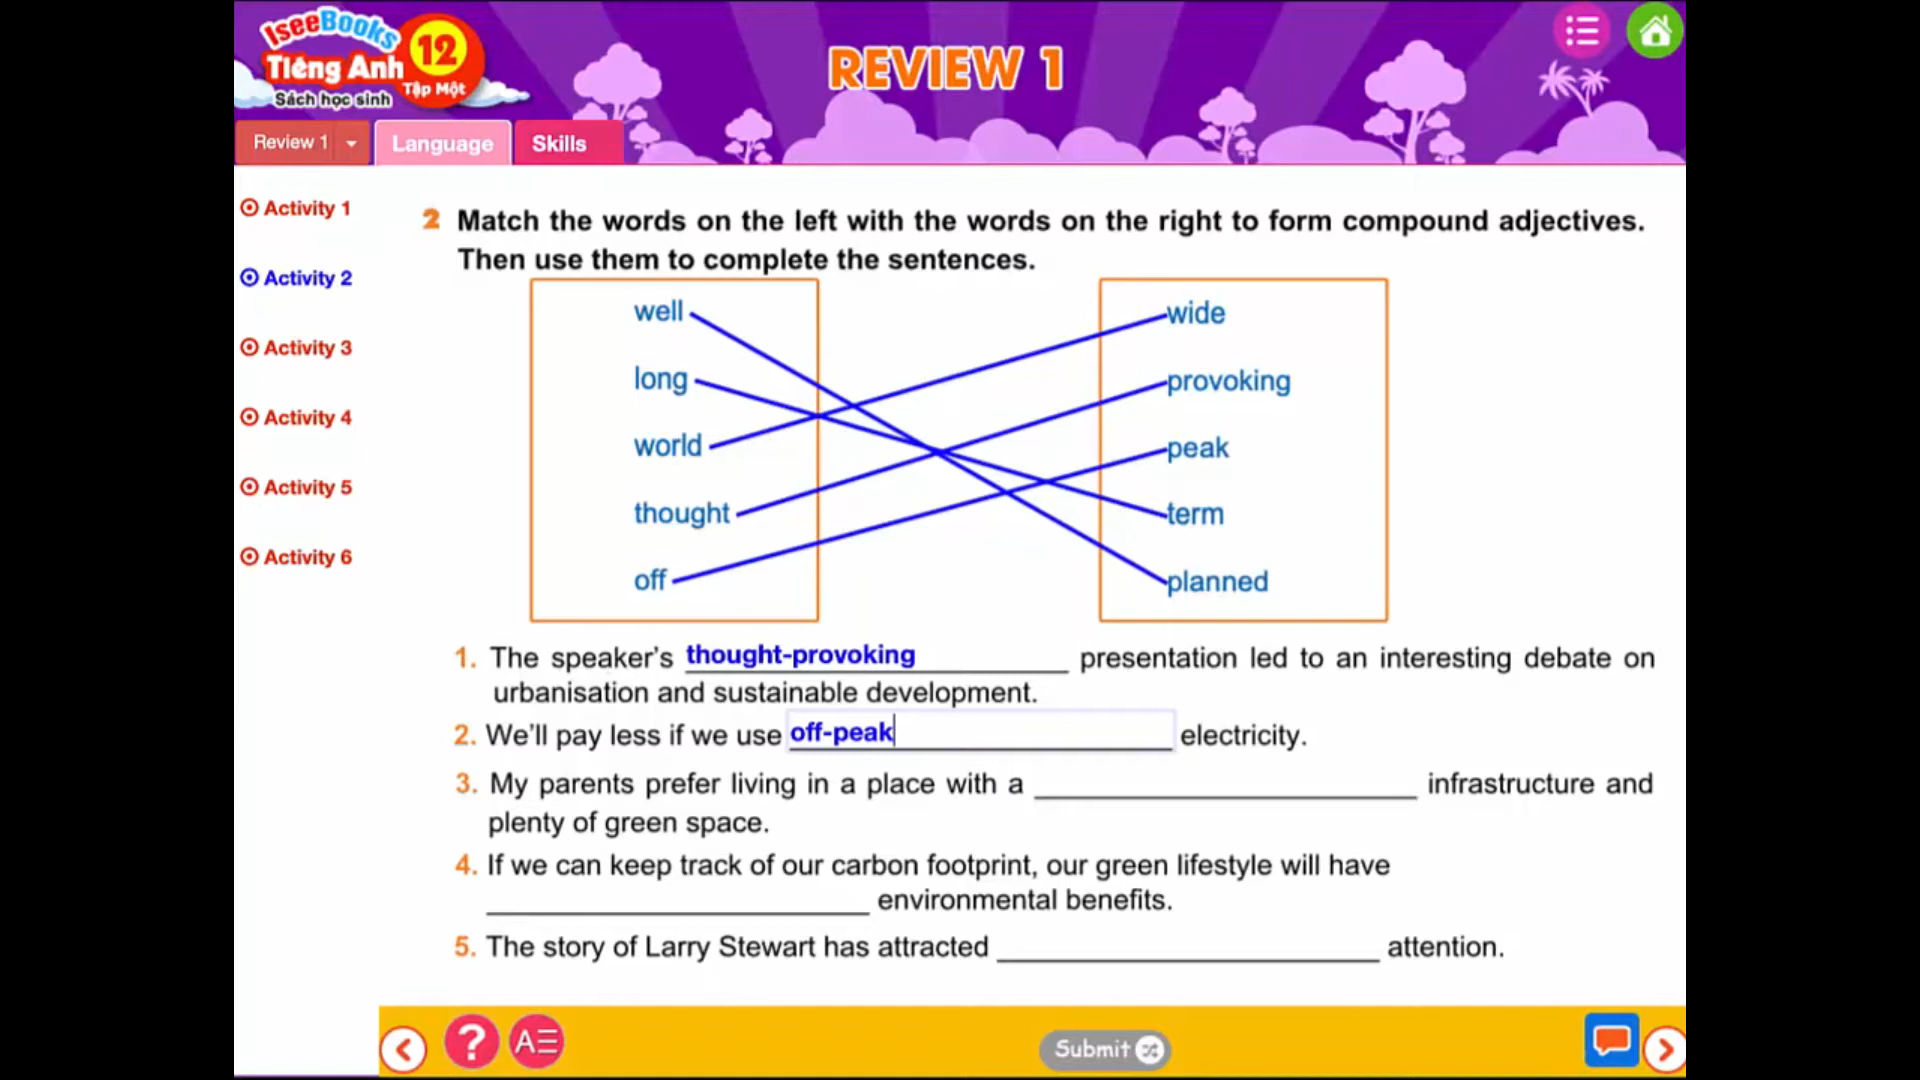 IseeBooks
Tiếng Anh 12
Sách học sinh Tập Một
REVIEW 1
Review 1
Language
Skills
Activity 1
Activity 2
Activity 3
Activity 4
Activity 5
Activity 6
2 Match the words on the left with the words on the right to form compound adjectives.
Then use them to complete the sentences.
well wide
long provoking
world peak
thought term
off planned
1. The speaker's thought-provoking presentation led to an interesting debate on
urbanisation and sustainable development.
2. We'll pay less if we use off-peak electricity.
3. My parents prefer living in a place with a ____ infrastructure and
plenty of green space.
4. If we can keep track of our carbon footprint, our green lifestyle will have
____ environmental benefits.
5. The story of Larry Stewart has attracted ____ attention.
?
A
Submit